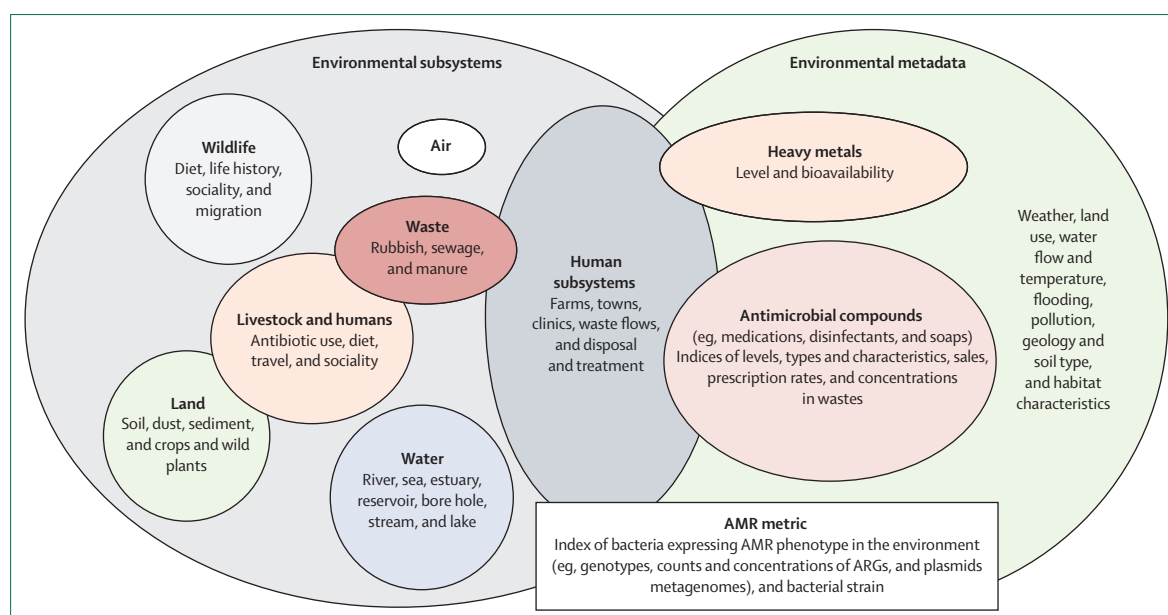 Environmental subsystems
Environmental metadata
Wildlife
Diet, life history,
sociality, and
migration
Air
Heavy metals
Level and bioavailability
Waste
Rubbish, sewage,
and manure
Human
subsystems
Farms, towns,
clinics, waste flows,
and disposal
and treatment
Weather, land
use, water
flow and
temperature,
flooding,
pollution,
geology and
soil type,
and habitat
characteristics
Livestock and humans
Antibiotic use, diet,
travel, and sociality
Antimicrobial compounds
(eg, medications, disinfectants, and soaps)
Indices of levels, types and characteristics, sales,
prescription rates, and concentrations
in wastes
Land
Soil, dust, sediment,
and crops and wild
plants
Water
River, sea, estuary,
reservoir, bore hole,
stream, and lake
AMR metric
Index of bacteria expressing AMR phenotype in the environment
(eg, genotypes, counts and concentrations of ARGs, and plasmids
metagenomes), and bacterial strain